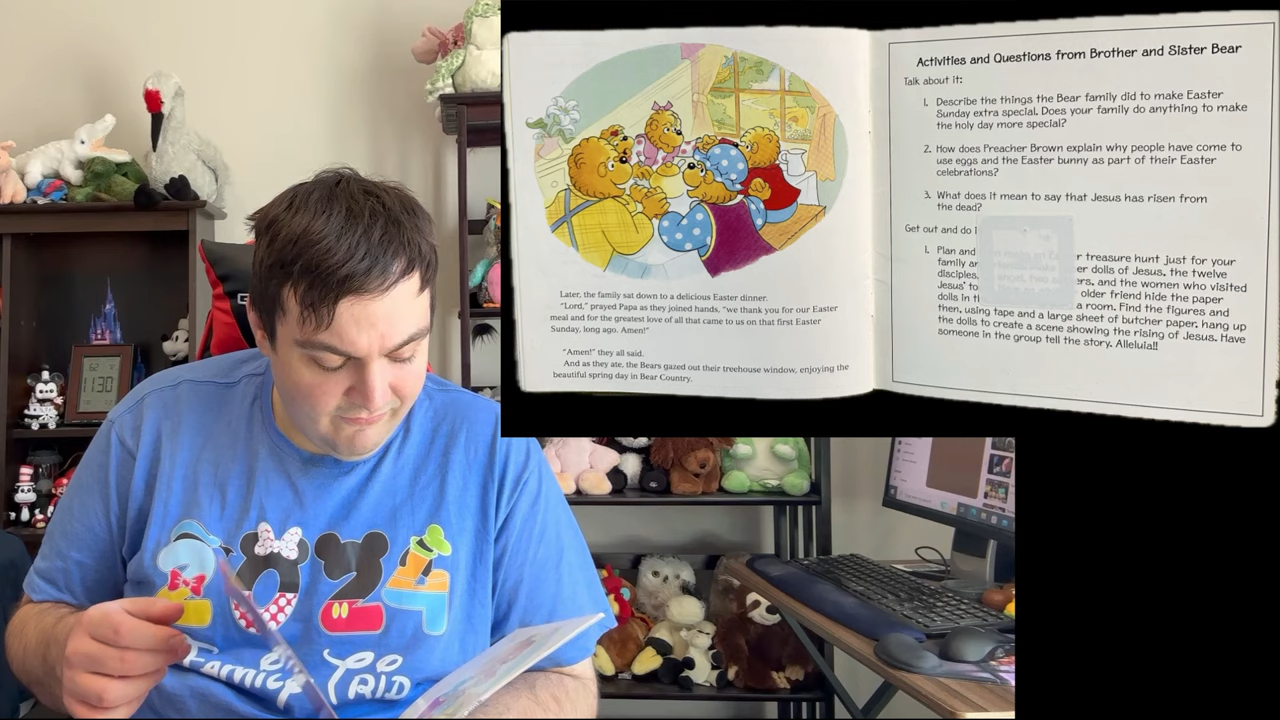 Activities and Questions from Brother and Sister Bear
Talk about it:
1. Describe the things the Bear family did to make Easter
Sunday extra special. Does your family do anything to make
the holy day more special?
2. How does Preacher Brown explain why people have come to
use eggs and the Easter bunny as part of their Easter
celebrations?
3. What does it mean to say that Jesus has risen from
the dead?
Get out and do i
1. Plan and r treasure hunt just for your
family ar er dolls of Jesus, the twelve
disciples, ers, and the women who visited
Jesus' to older friend hide the paper
dolls in th a room. Find the figures and
then, using tape and a large sheet of butcher paper, hang up
the dolls to create a scene showing the rising of Jesus. Have
someone in the group tell the story. Alleluia!!
Later, the family sat down to a delicious Easter dinner.
"Lord," prayed Papa as they joined hands, "we thank you for our Easter
meal and for the greatest love of all that came to us on that first Easter
Sunday, long ago. Amen!"
"Amen!" they all said.
And as they ate, the Bears gazed out their treehouse window, enjoying the
beautiful spring day in Bear Country.
62
1130
2024
Family Trip